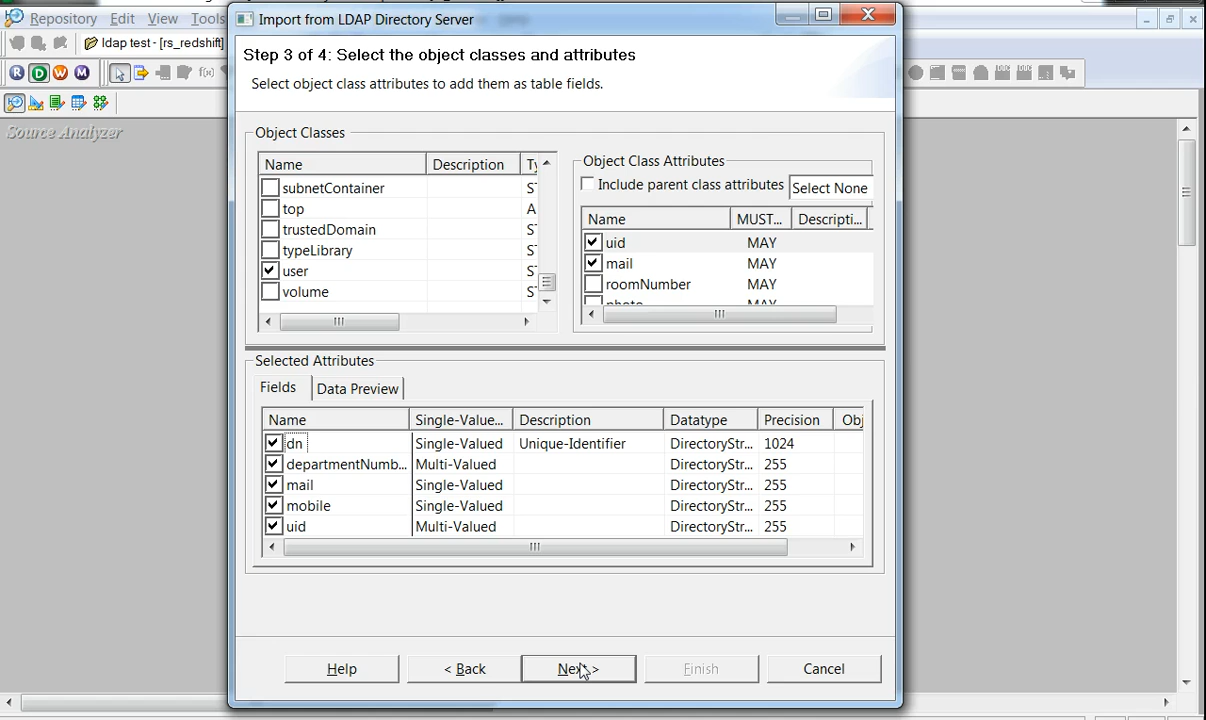 Import from LDAP Directory Server
Repository Edit View Tools
ldap test - [rs_redshift]
R D W M
f(x)
Source Analyzer
Step 3 of 4: Select the object classes and attributes
Select object class attributes to add them as table fields.
Object Classes
Name Description
subnetContainer
top A
trustedDomain
typeLibrary
user
volume
Object Class Attributes
Include parent class attributes Select None
Name MUST... Descripti...
uid MAY
mail MAY
roomNumber MAY
photo MAY
Selected Attributes
Fields Data Preview
Name Single-Value... Description Datatype Precision Obj
dn Single-Valued Unique-Identifier DirectoryStr... 1024
departmentNumb... Multi-Valued DirectoryStr... 255
mail Single-Valued DirectoryStr... 255
mobile Single-Valued DirectoryStr... 255
uid Multi-Valued DirectoryStr... 255
Help < Back Next > Finish Cancel